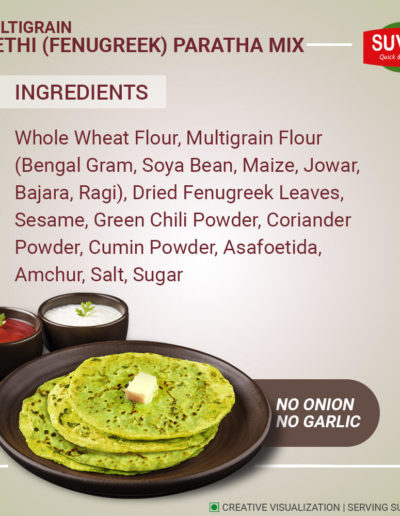 LTIGRAIN
ETHI (FENUGREEK) PARATHA MIX
SUV
Quick &
INGREDIENTS
Whole Wheat Flour, Multigrain Flour
(Bengal Gram, Soya Bean, Maize, Jowar,
Bajara, Ragi), Dried Fenugreek Leaves,
Sesame, Green Chili Powder, Coriander
Powder, Cumin Powder, Asafoetida,
Amchur, Salt, Sugar
NO ONION
NO GARLIC
CREATIVE VISUALIZATION | SERVING SU